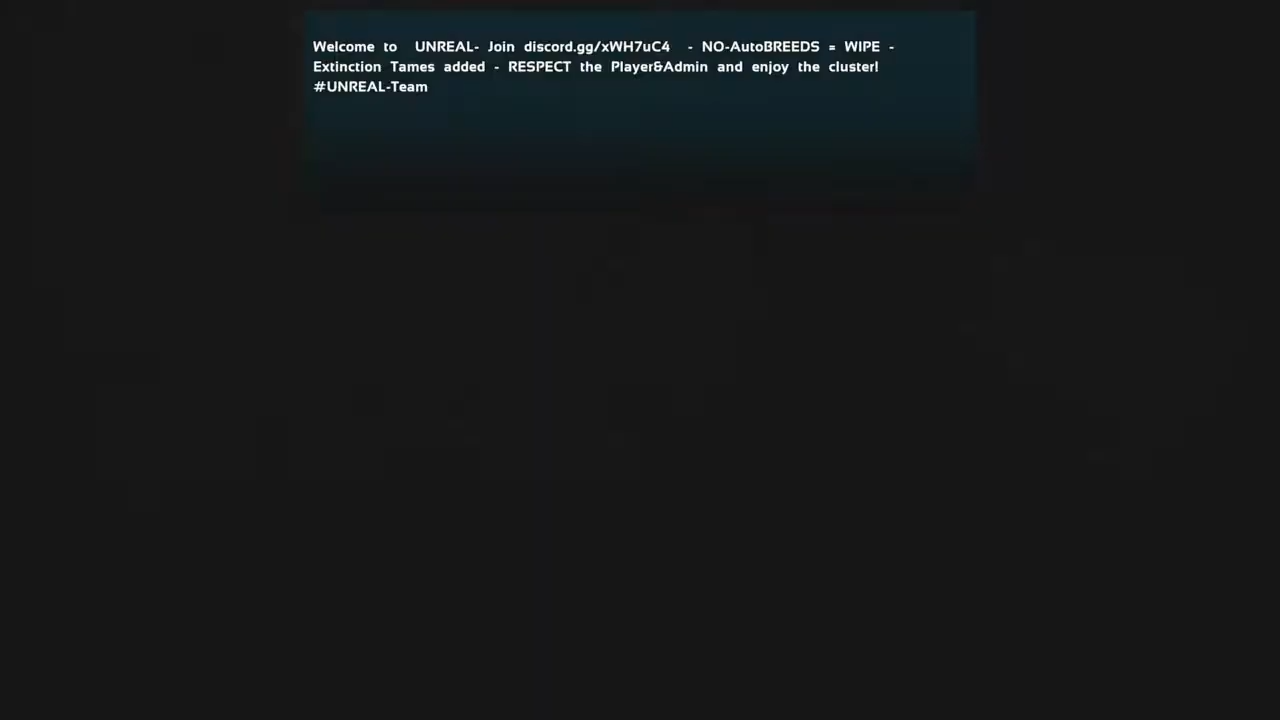 Welcome to UNREAL- Join discord.gg/xWH7uC4 - NO-AutoBREEDS = WIPE -
Extinction Tames added - RESPECT the Player&Admin and enjoy the cluster!
#UNREAL-Team